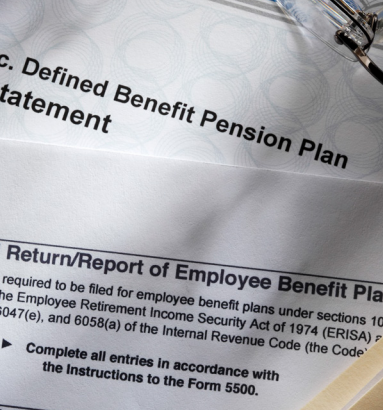 c. Defined Benefit Pension Plan
tatement
Return/Report of Employee Benefit Pla
required to be filed for employee benefit plans under sections 10
he Employee Retirement Income Security Act of 1974 (ERISA) a
6047(e), and 6058(a) of the Internal Revenue Code (the Code)
► Complete all entries in accordance with
the Instructions to the Form 5500.